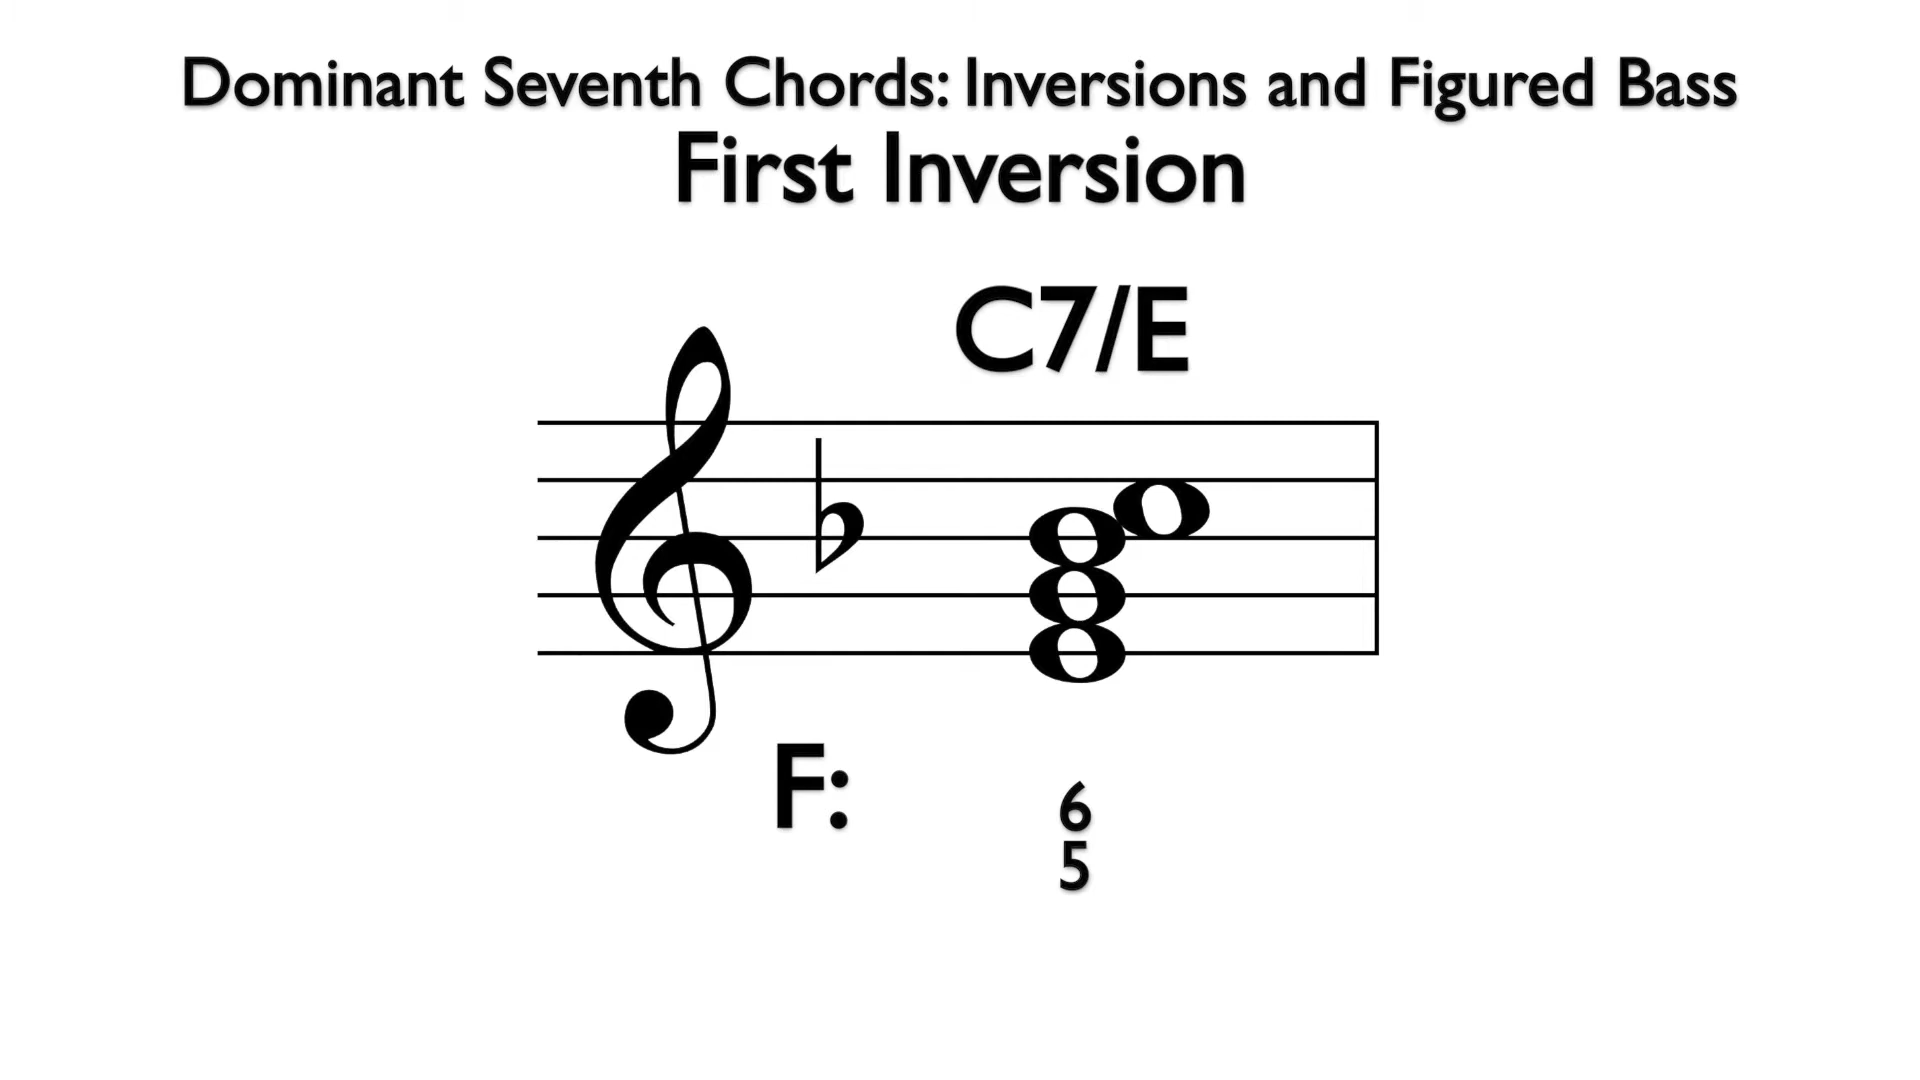 Dominant Seventh Chords: Inversions and Figured Bass
First Inversion
C7/E
F:
6
5